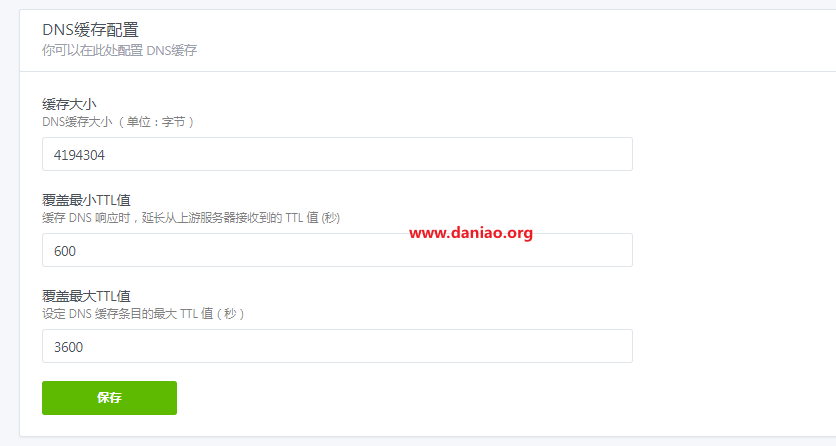 DNS缓存配置
你可以在此处配置 DNS缓存
缓存大小
DNS缓存大小 （单位：字节）
4194304
覆盖最小TTL值
缓存 DNS 响应时，延长从上游服务器接收到的 TTL 值 (秒)
www.daniao.org
600
覆盖最大TTL值
设定 DNS 缓存条目的最大 TTL 值（秒）
3600
保存